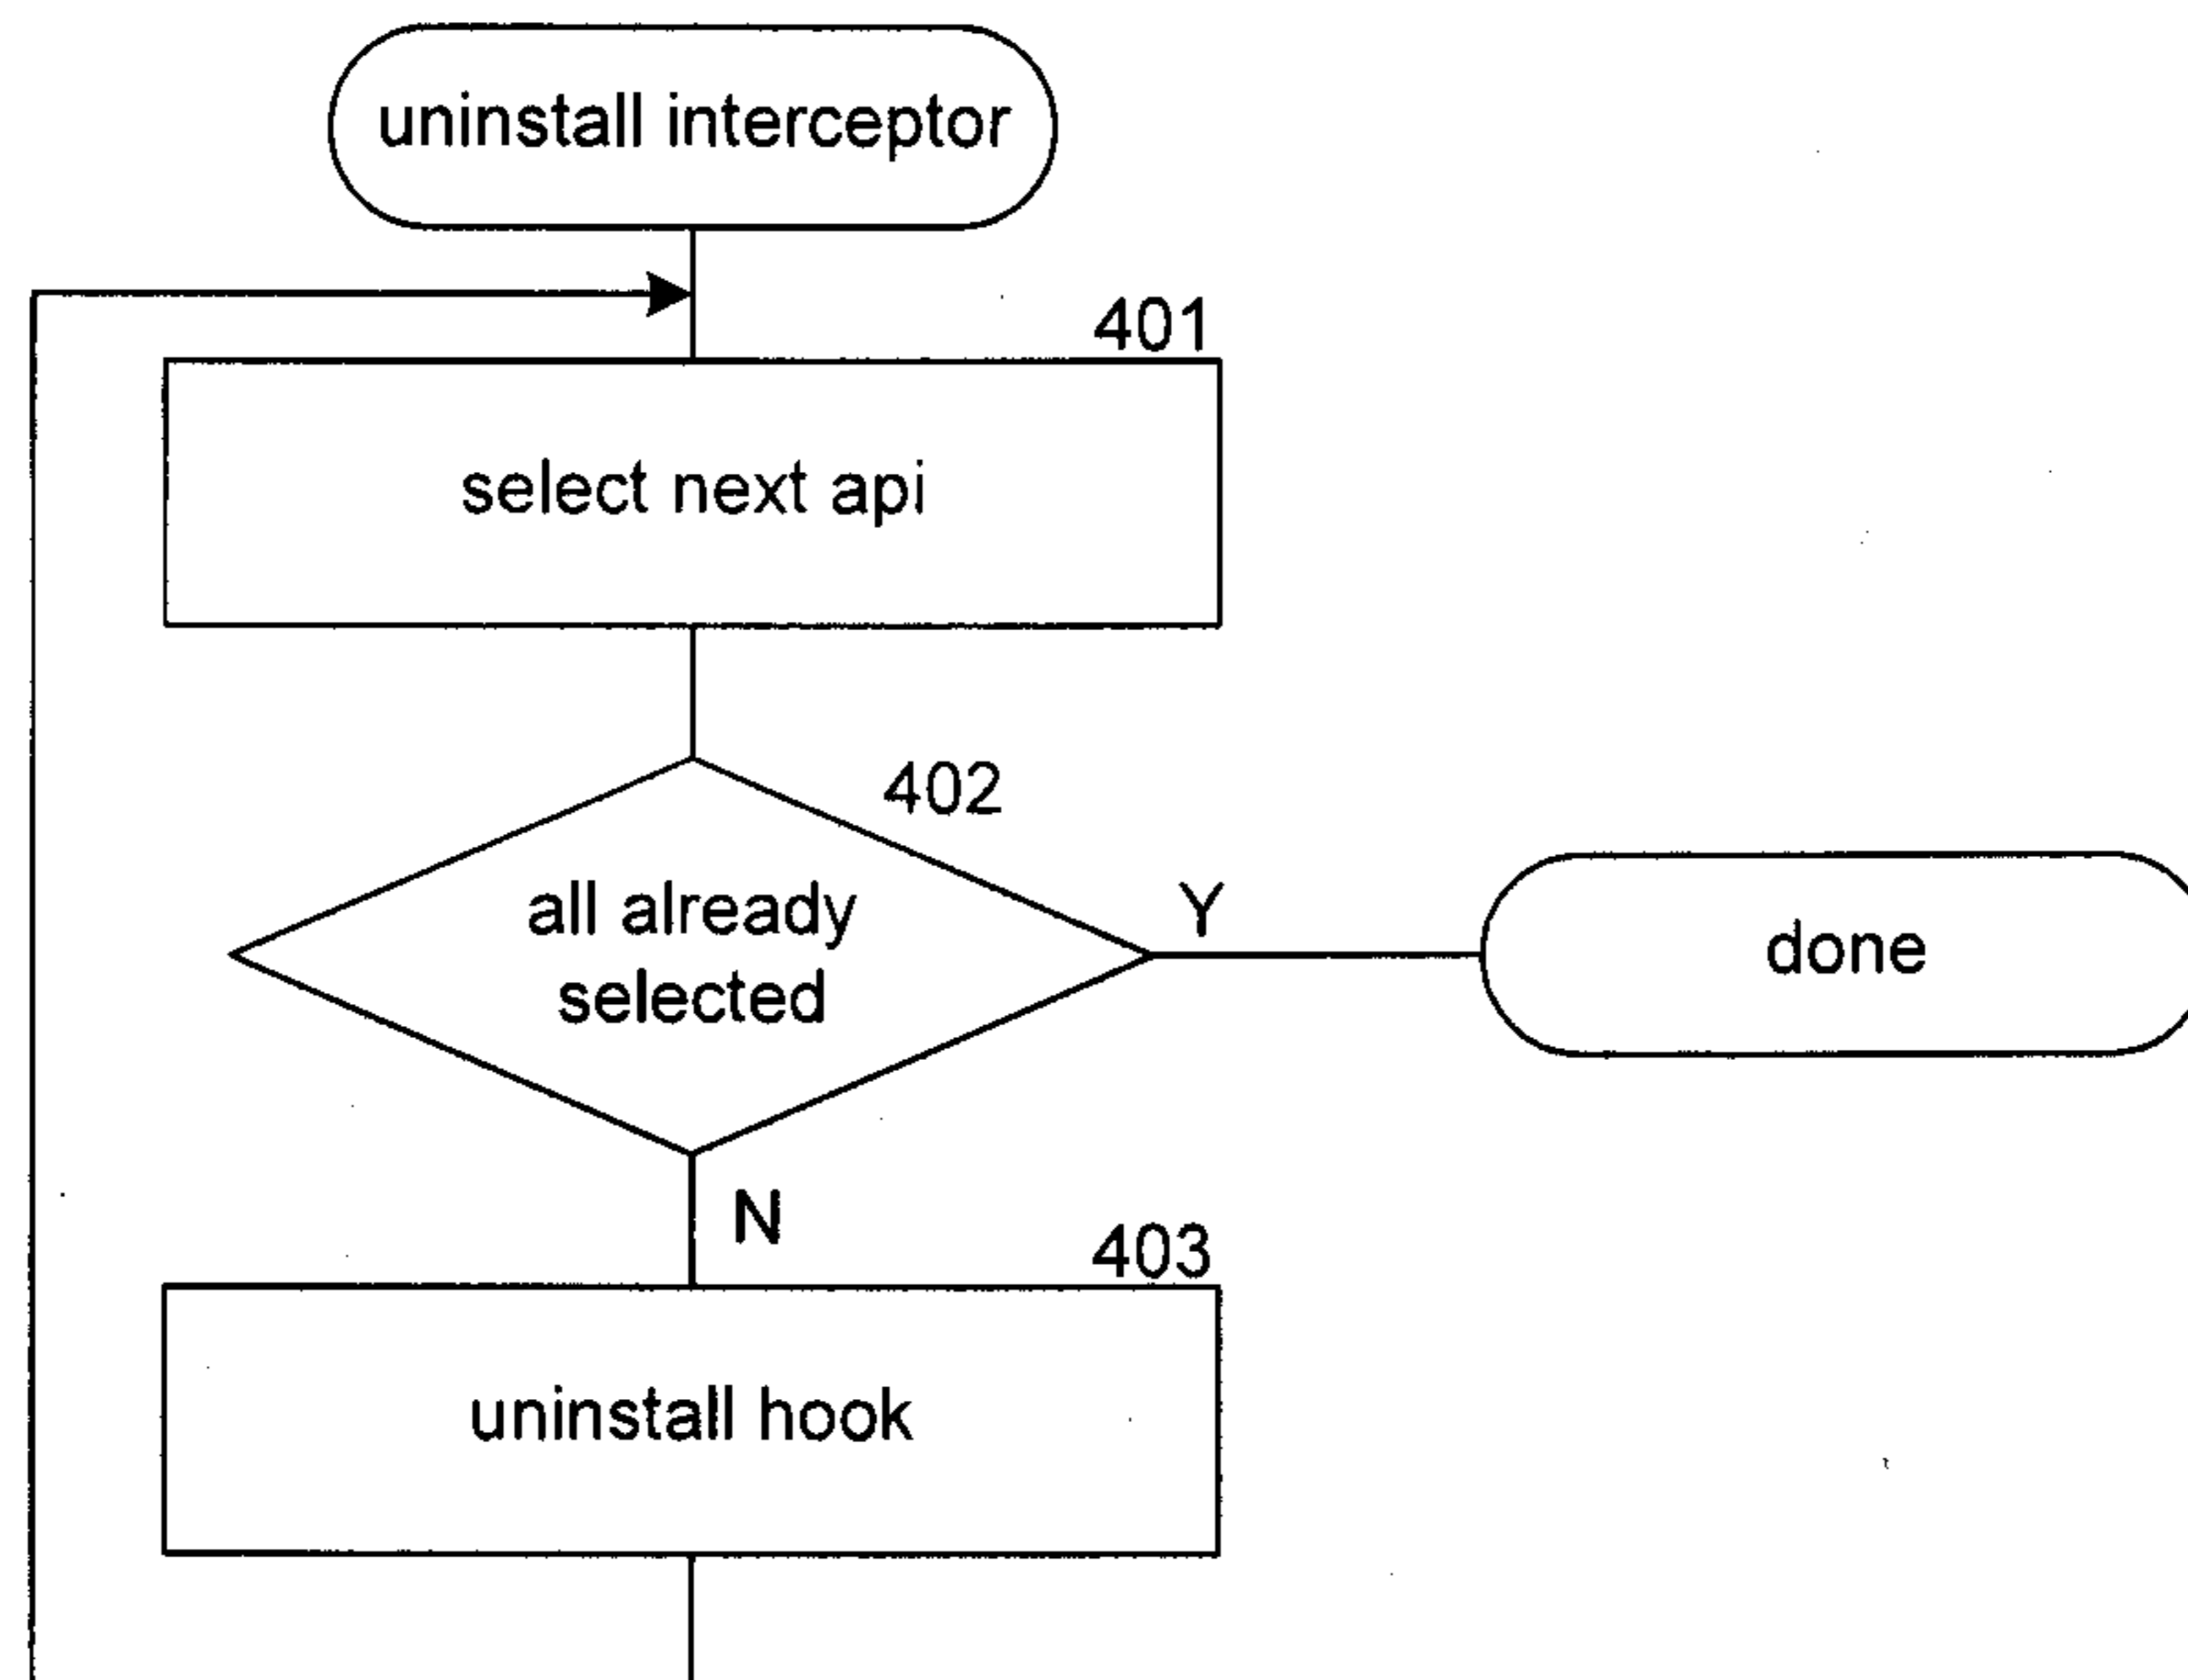 uninstall interceptor
401
select next api
402
all already
selected
Y
done
N
403
uninstall hook